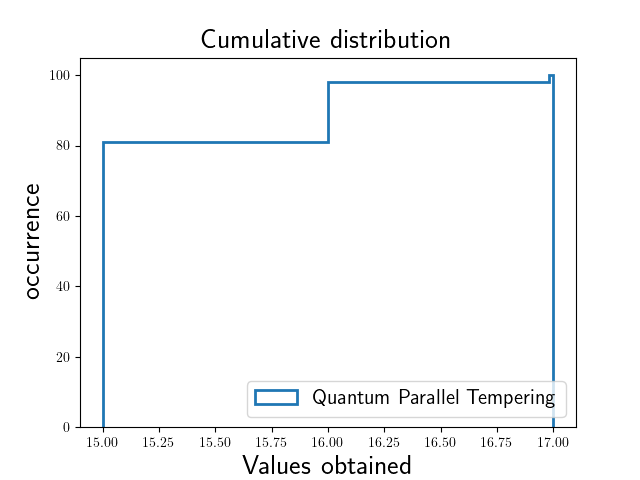 Cumulative distribution
occurrence
100
80
60
40
20
0
Quantum Parallel Tempering
15.00 15.25 15.50 15.75 16.00 16.25 16.50 16.75 17.00
Values obtained